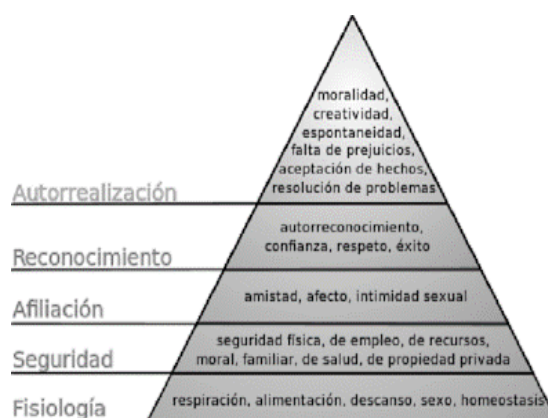 moralidad,
creatividad,
espontaneidad,
falta de prejuicios,
aceptación de hechos,
resolución de problemas
Autorrealización
autorreconocimiento,
confianza, respeto, éxito
Reconocimiento
amistad, afecto, intimidad sexual
Afiliación
seguridad física, de empleo, de recursos,
moral, familiar, de salud, de propiedad privada
Seguridad
respiración, alimentación, descanso, sexo, homeostasis
Fisiología